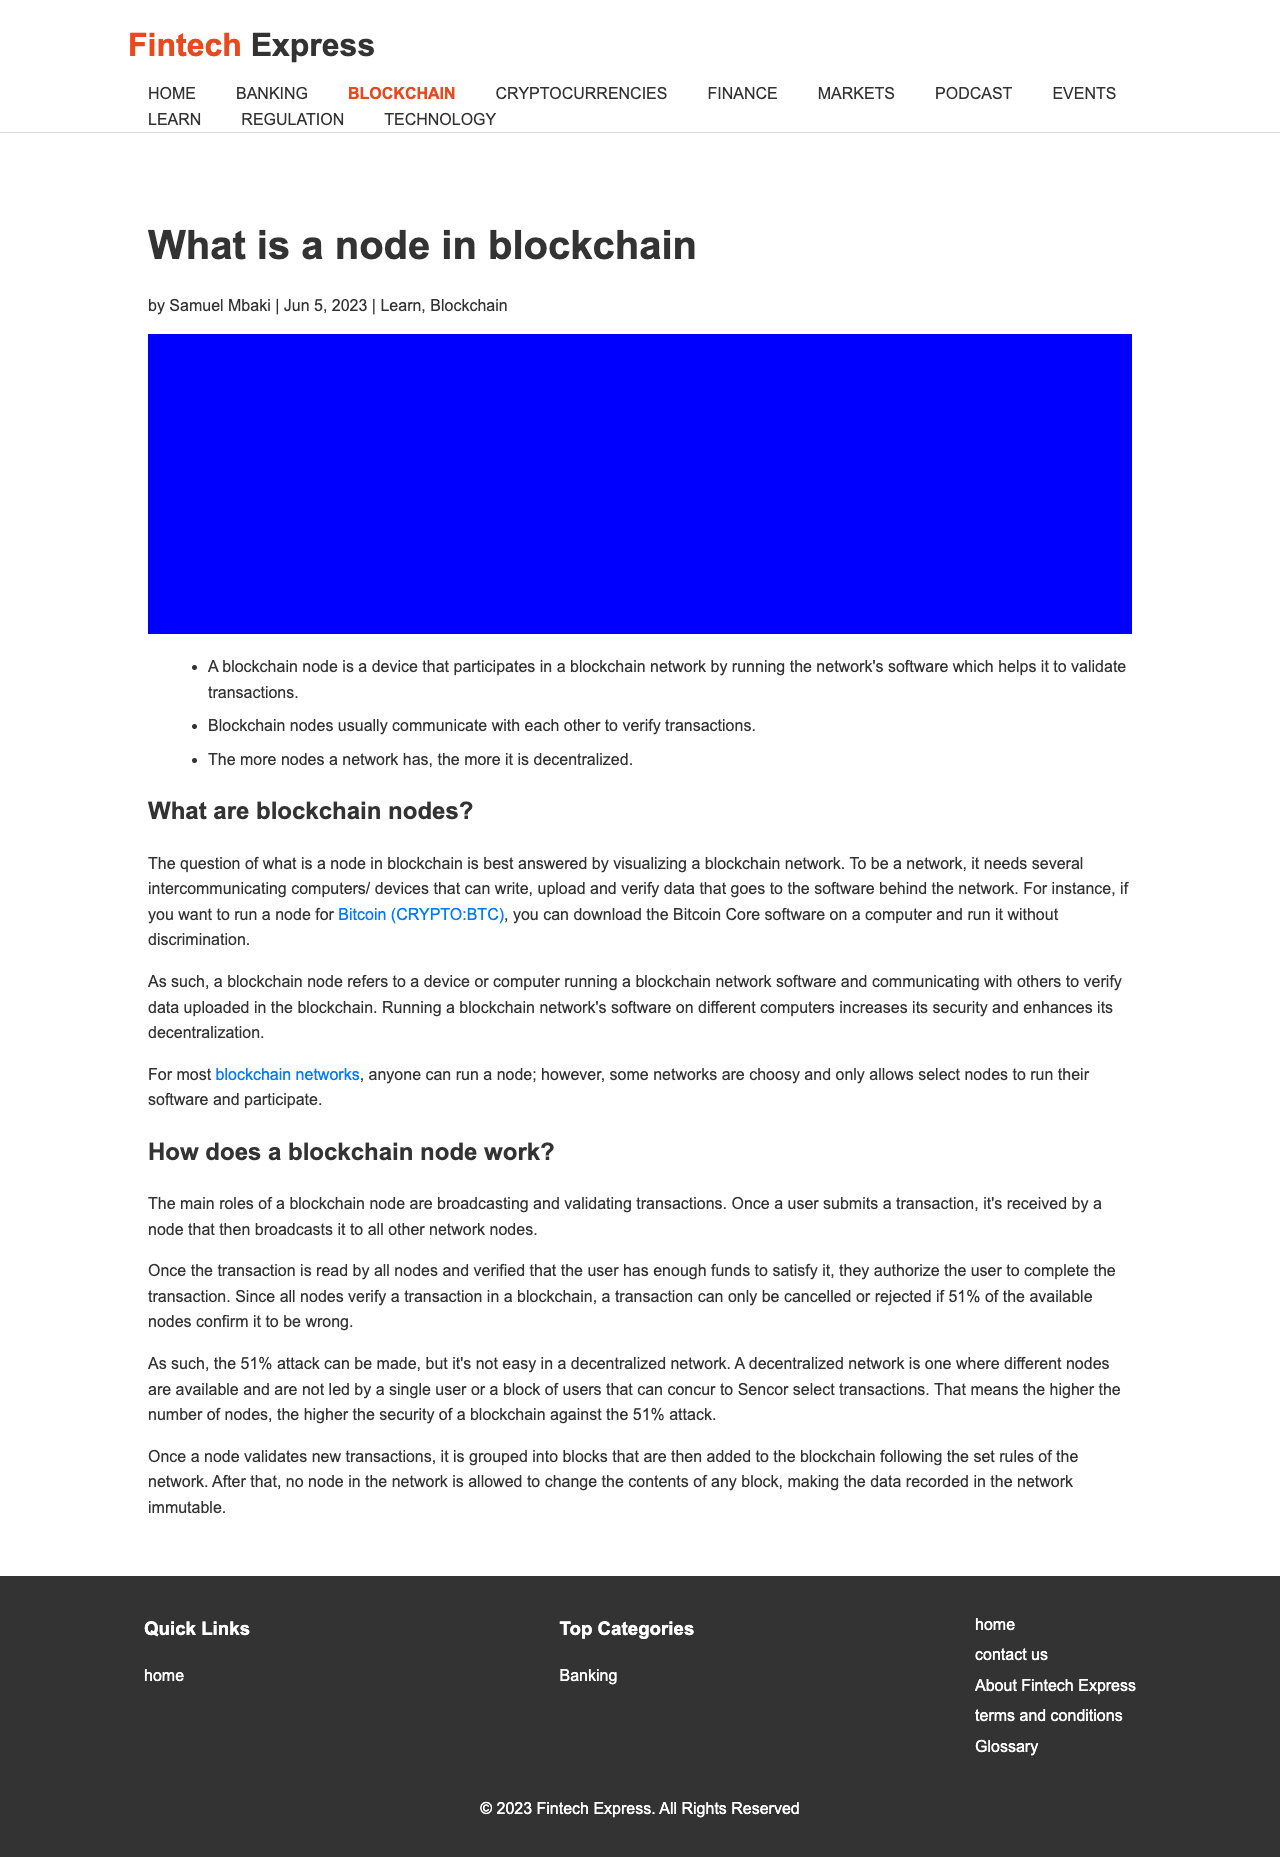 Fintech Express
HOME BANKING BLOCKCHAIN CRYPTOCURRENCIES FINANCE MARKETS PODCAST EVENTS
LEARN REGULATION TECHNOLOGY
What is a node in blockchain
by Samuel Mbaki | Jun 5, 2023 | Learn, Blockchain
• A blockchain node is a device that participates in a blockchain network by running the network's software which helps it to validate
transactions.
• Blockchain nodes usually communicate with each other to verify transactions.
• The more nodes a network has, the more it is decentralized.
What are blockchain nodes?
The question of what is a node in blockchain is best answered by visualizing a blockchain network. To be a network, it needs several
intercommunicating computers/ devices that can write, upload and verify data that goes to the software behind the network. For instance, if
you want to run a node for Bitcoin (CRYPTO:BTC), you can download the Bitcoin Core software on a computer and run it without
discrimination.
As such, a blockchain node refers to a device or computer running a blockchain network software and communicating with others to verify
data uploaded in the blockchain. Running a blockchain network's software on different computers increases its security and enhances its
decentralization.
For most blockchain networks, anyone can run a node; however, some networks are choosy and only allows select nodes to run their
software and participate.
How does a blockchain node work?
The main roles of a blockchain node are broadcasting and validating transactions. Once a user submits a transaction, it's received by a
node that then broadcasts it to all other network nodes.
Once the transaction is read by all nodes and verified that the user has enough funds to satisfy it, they authorize the user to complete the
transaction. Since all nodes verify a transaction in a blockchain, a transaction can only be cancelled or rejected if 51% of the available
nodes confirm it to be wrong.
As such, the 51% attack can be made, but it's not easy in a decentralized network. A decentralized network is one where different nodes
are available and are not led by a single user or a block of users that can concur to Sencor select transactions. That means the higher the
number of nodes, the higher the security of a blockchain against the 51% attack.
Once a node validates new transactions, it is grouped into blocks that are then added to the blockchain following the set rules of the
network. After that, no node in the network is allowed to change the contents of any block, making the data recorded in the network
immutable.
Quick Links
home
Top Categories
Banking
home
contact us
About Fintech Express
terms and conditions
Glossary
© 2023 Fintech Express. All Rights Reserved